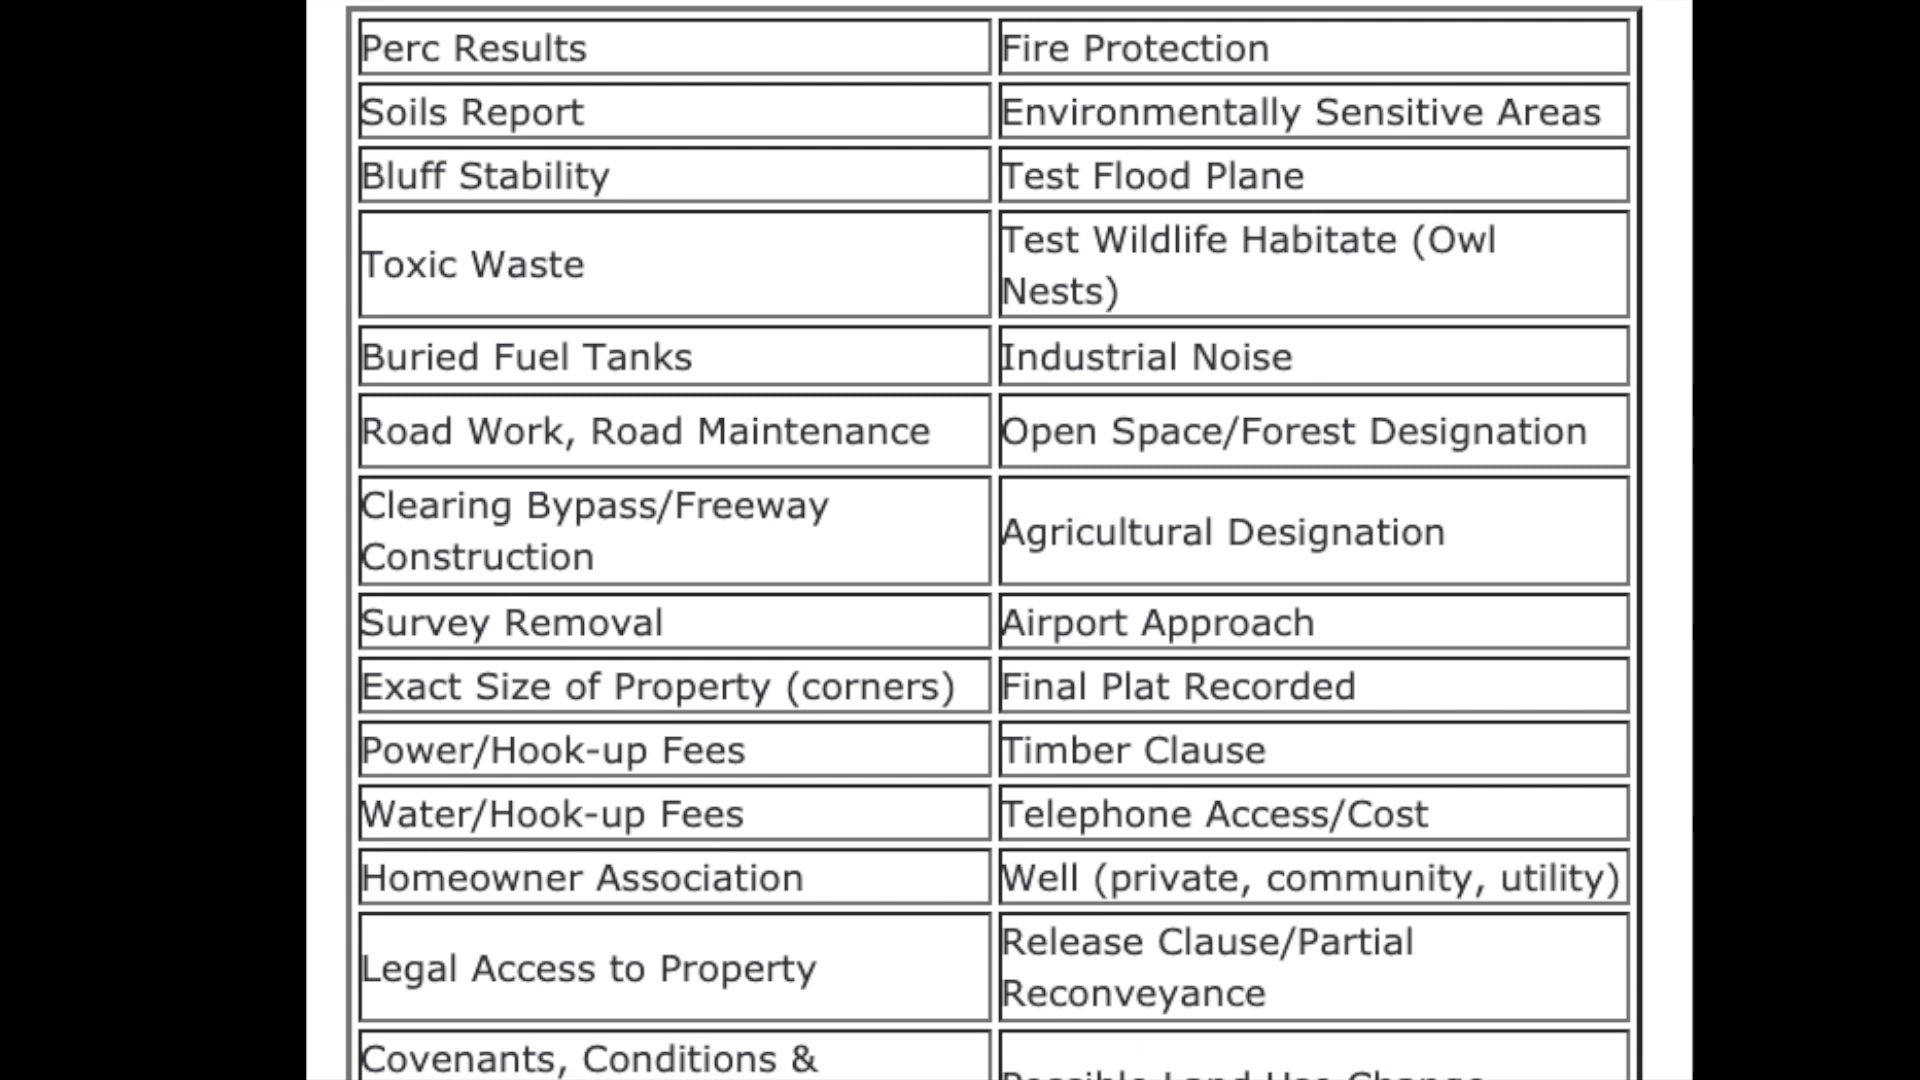 Perc Results
Fire Protection
Soils Report
Environmentally Sensitive Areas
Bluff Stability
Test Flood Plane
Toxic Waste
Test Wildlife Habitate (Owl
Nests)
Buried Fuel Tanks
Industrial Noise
Road Work, Road Maintenance
Open Space/Forest Designation
Clearing Bypass/Freeway
Construction
Agricultural Designation
Survey Removal
Airport Approach
Exact Size of Property (corners)
Final Plat Recorded
Power/Hook-up Fees
Timber Clause
Water/Hook-up Fees
Telephone Access/Cost
Homeowner Association
Well (private, community, utility)
Legal Access to Property
Release Clause/Partial
Reconveyance
Covenants, Conditions &
Possible Land Use Change